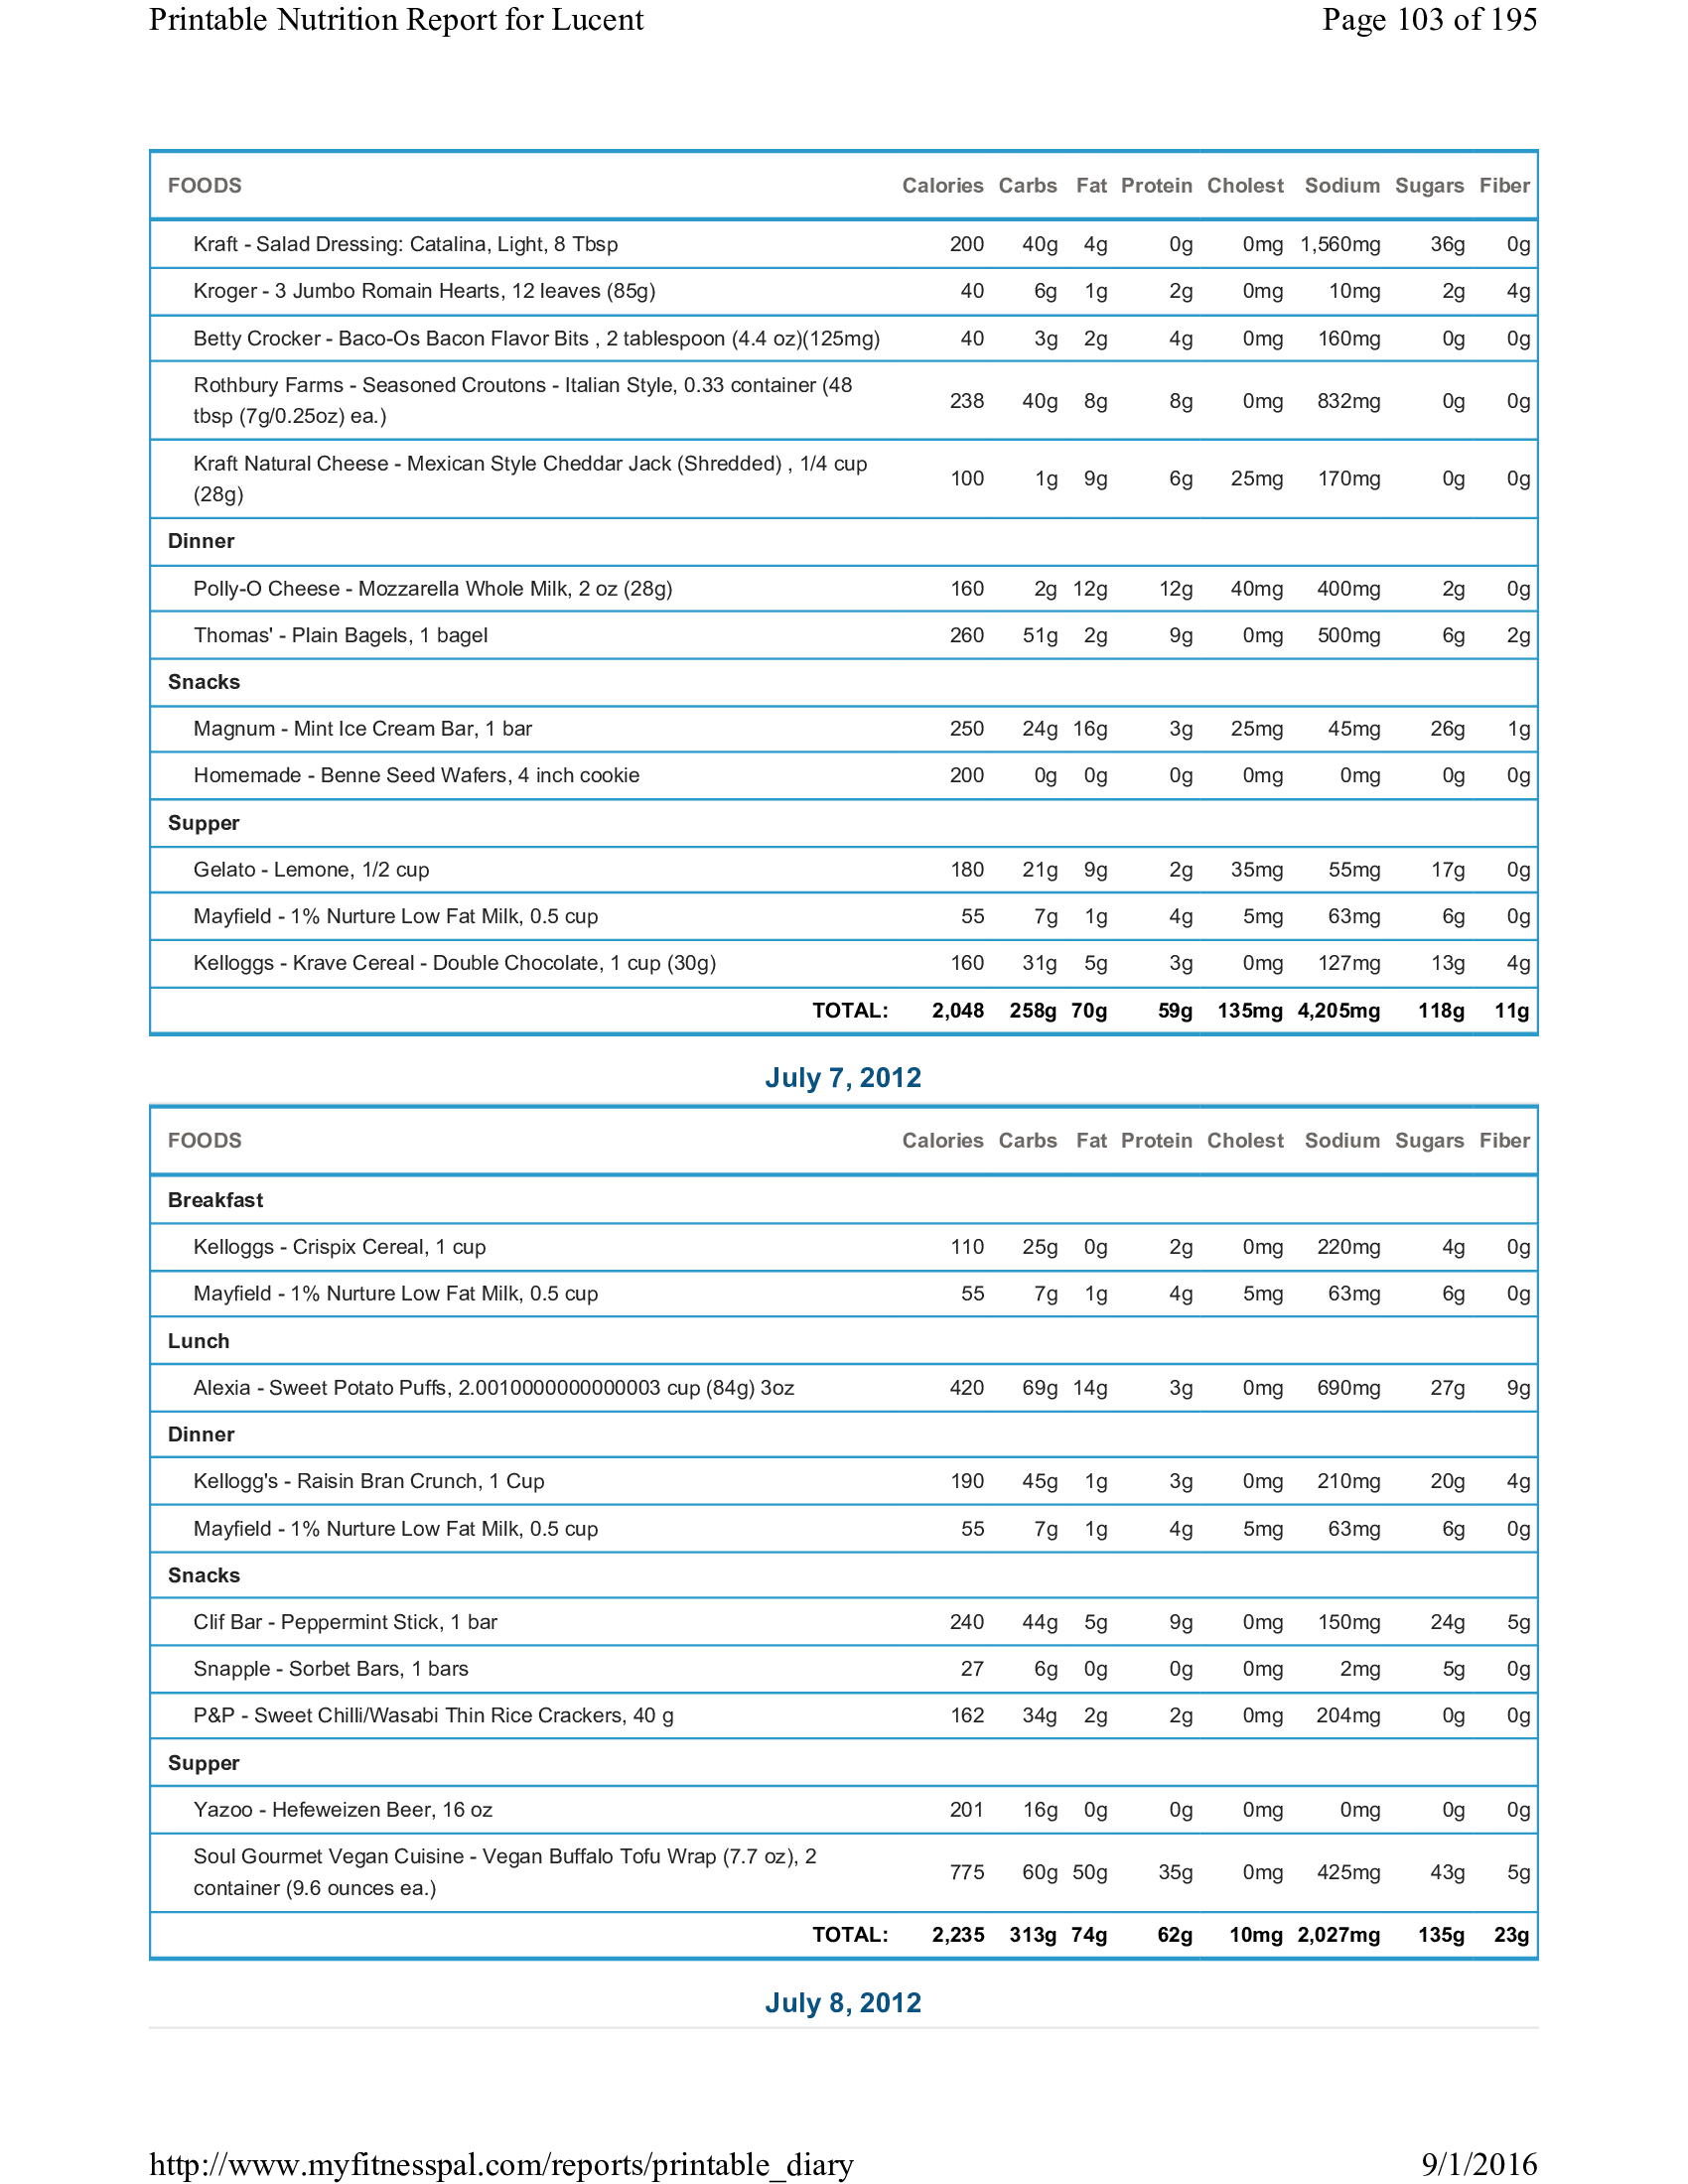 Printable Nutrition Report for Lucent Page 103 of 195
FOODS Calories Carbs Fat Protein Cholest Sodium Sugars Fiber
Kraft - Salad Dressing: Catalina, Light, 8 Tbsp 200 40g 4g 0g 0mg 1,560mg 36g 0g
Kroger - 3 Jumbo Romain Hearts, 12 leaves (85g) 40 6g 1g 2g 0mg 10mg 2g 4g
Betty Crocker - Baco-Os Bacon Flavor Bits , 2 tablespoon (4.4 oz)(125mg) 40 3g 2g 4g 0mg 160mg 0g 0g
Rothbury Farms - Seasoned Croutons - Italian Style, 0.33 container (48
tbsp (7g/0.25oz) ea.) 238 40g 8g 8g 0mg 832mg 0g 0g
Kraft Natural Cheese - Mexican Style Cheddar Jack (Shredded) , 1/4 cup
(28g) 100 1g 9g 6g 25mg 170mg 0g 0g
Dinner
Polly-O Cheese - Mozzarella Whole Milk, 2 oz (28g) 160 2g 12g 12g 40mg 400mg 2g 0g
Thomas' - Plain Bagels, 1 bagel 260 51g 2g 9g 0mg 500mg 6g 2g
Snacks
Magnum - Mint Ice Cream Bar, 1 bar 250 24g 16g 3g 25mg 45mg 26g 1g
Homemade - Benne Seed Wafers, 4 inch cookie 200 0g 0g 0g 0mg 0mg 0g 0g
Supper
Gelato - Lemone, 1/2 cup 180 21g 9g 2g 35mg 55mg 17g 0g
Mayfield - 1% Nurture Low Fat Milk, 0.5 cup 55 7g 1g 4g 5mg 63mg 6g 0g
Kelloggs - Krave Cereal - Double Chocolate, 1 cup (30g) 160 31g 5g 3g 0mg 127mg 13g 4g
TOTAL: 2,048 258g 70g 59g 135mg 4,205mg 118g 11g
July 7, 2012
FOODS Calories Carbs Fat Protein Cholest Sodium Sugars Fiber
Breakfast
Kelloggs - Crispix Cereal, 1 cup 110 25g 0g 2g 0mg 220mg 4g 0g
Mayfield - 1% Nurture Low Fat Milk, 0.5 cup 55 7g 1g 4g 5mg 63mg 6g 0g
Lunch
Alexia - Sweet Potato Puffs, 2.0010000000000003 cup (84g) 3oz 420 69g 14g 3g 0mg 690mg 27g 9g
Dinner
Kellogg's - Raisin Bran Crunch, 1 Cup 190 45g 1g 3g 0mg 210mg 20g 4g
Mayfield - 1% Nurture Low Fat Milk, 0.5 cup 55 7g 1g 4g 5mg 63mg 6g 0g
Snacks
Clif Bar - Peppermint Stick, 1 bar 240 44g 5g 9g 0mg 150mg 24g 5g
Snapple - Sorbet Bars, 1 bars 27 6g 0g 0g 0mg 2mg 5g 0g
P&P - Sweet Chilli/Wasabi Thin Rice Crackers, 40 g 162 34g 2g 2g 0mg 204mg 0g 0g
Supper
Yazoo - Hefeweizen Beer, 16 oz 201 16g 0g 0g 0mg 0mg 0g 0g
Soul Gourmet Vegan Cuisine - Vegan Buffalo Tofu Wrap (7.7 oz), 2
container (9.6 ounces ea.) 775 60g 50g 35g 0mg 425mg 43g 5g
TOTAL: 2,235 313g 74g 62g 10mg 2,027mg 135g 23g
July 8, 2012
http://www.myfitnesspal.com/reports/printable_diary 9/1/2016